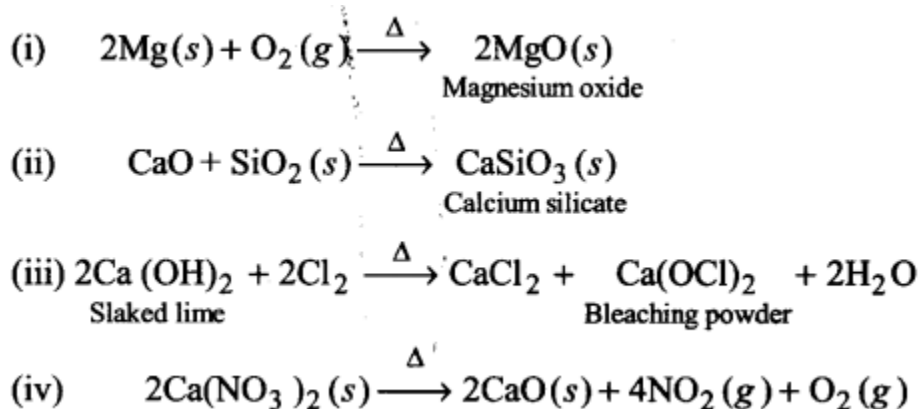 (i) 2Mg(s) + O₂(g) —Δ→ 2MgO(s)
Magnesium oxide
(ii) CaO + SiO₂(s) —Δ→ CaSiO₃(s)
Calcium silicate
(iii) 2Ca(OH)₂ + 2Cl₂ —Δ→ CaCl₂ + Ca(OCl)₂ + 2H₂O
Slaked lime Bleaching powder
(iv) 2Ca(NO₃)₂(s) —Δ→ 2CaO(s) + 4NO₂(g) + O₂(g)